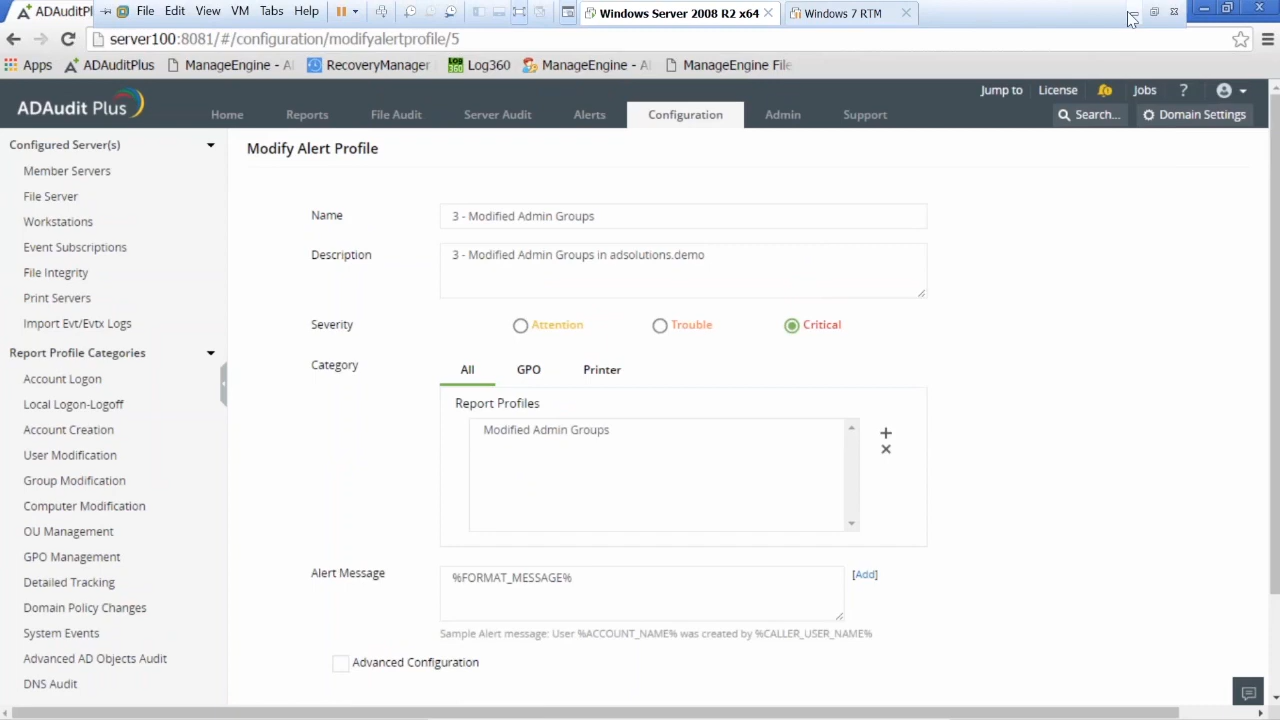 ADAuditPl
File Edit View VM Tabs Help
Windows Server 2008 R2 x64
Windows 7 RTM
server100:8081/#/configuration/modifyalertprofile/5
Apps ADAuditPlus ManageEngine - Al RecoveryManager Log360 ManageEngine - Al ManageEngine File
Jump to License Jobs ?
ADAudit Plus
Home Reports File Audit Server Audit Alerts Configuration Admin Support
Search... Domain Settings
Configured Server(s)
Member Servers
File Server
Workstations
Event Subscriptions
File Integrity
Print Servers
Import Evt/Evtx Logs
Report Profile Categories
Account Logon
Local Logon-Logoff
Account Creation
User Modification
Group Modification
Computer Modification
OU Management
GPO Management
Detailed Tracking
Domain Policy Changes
System Events
Advanced AD Objects Audit
DNS Audit
Modify Alert Profile
Name 3 - Modified Admin Groups
Description 3 - Modified Admin Groups in adsolutions.demo
Severity Attention Trouble Critical
Category All GPO Printer
Report Profiles
Modified Admin Groups
Alert Message %FORMAT_MESSAGE% [Add]
Sample Alert message: User %ACCOUNT_NAME% was created by %CALLER_USER_NAME%
Advanced Configuration